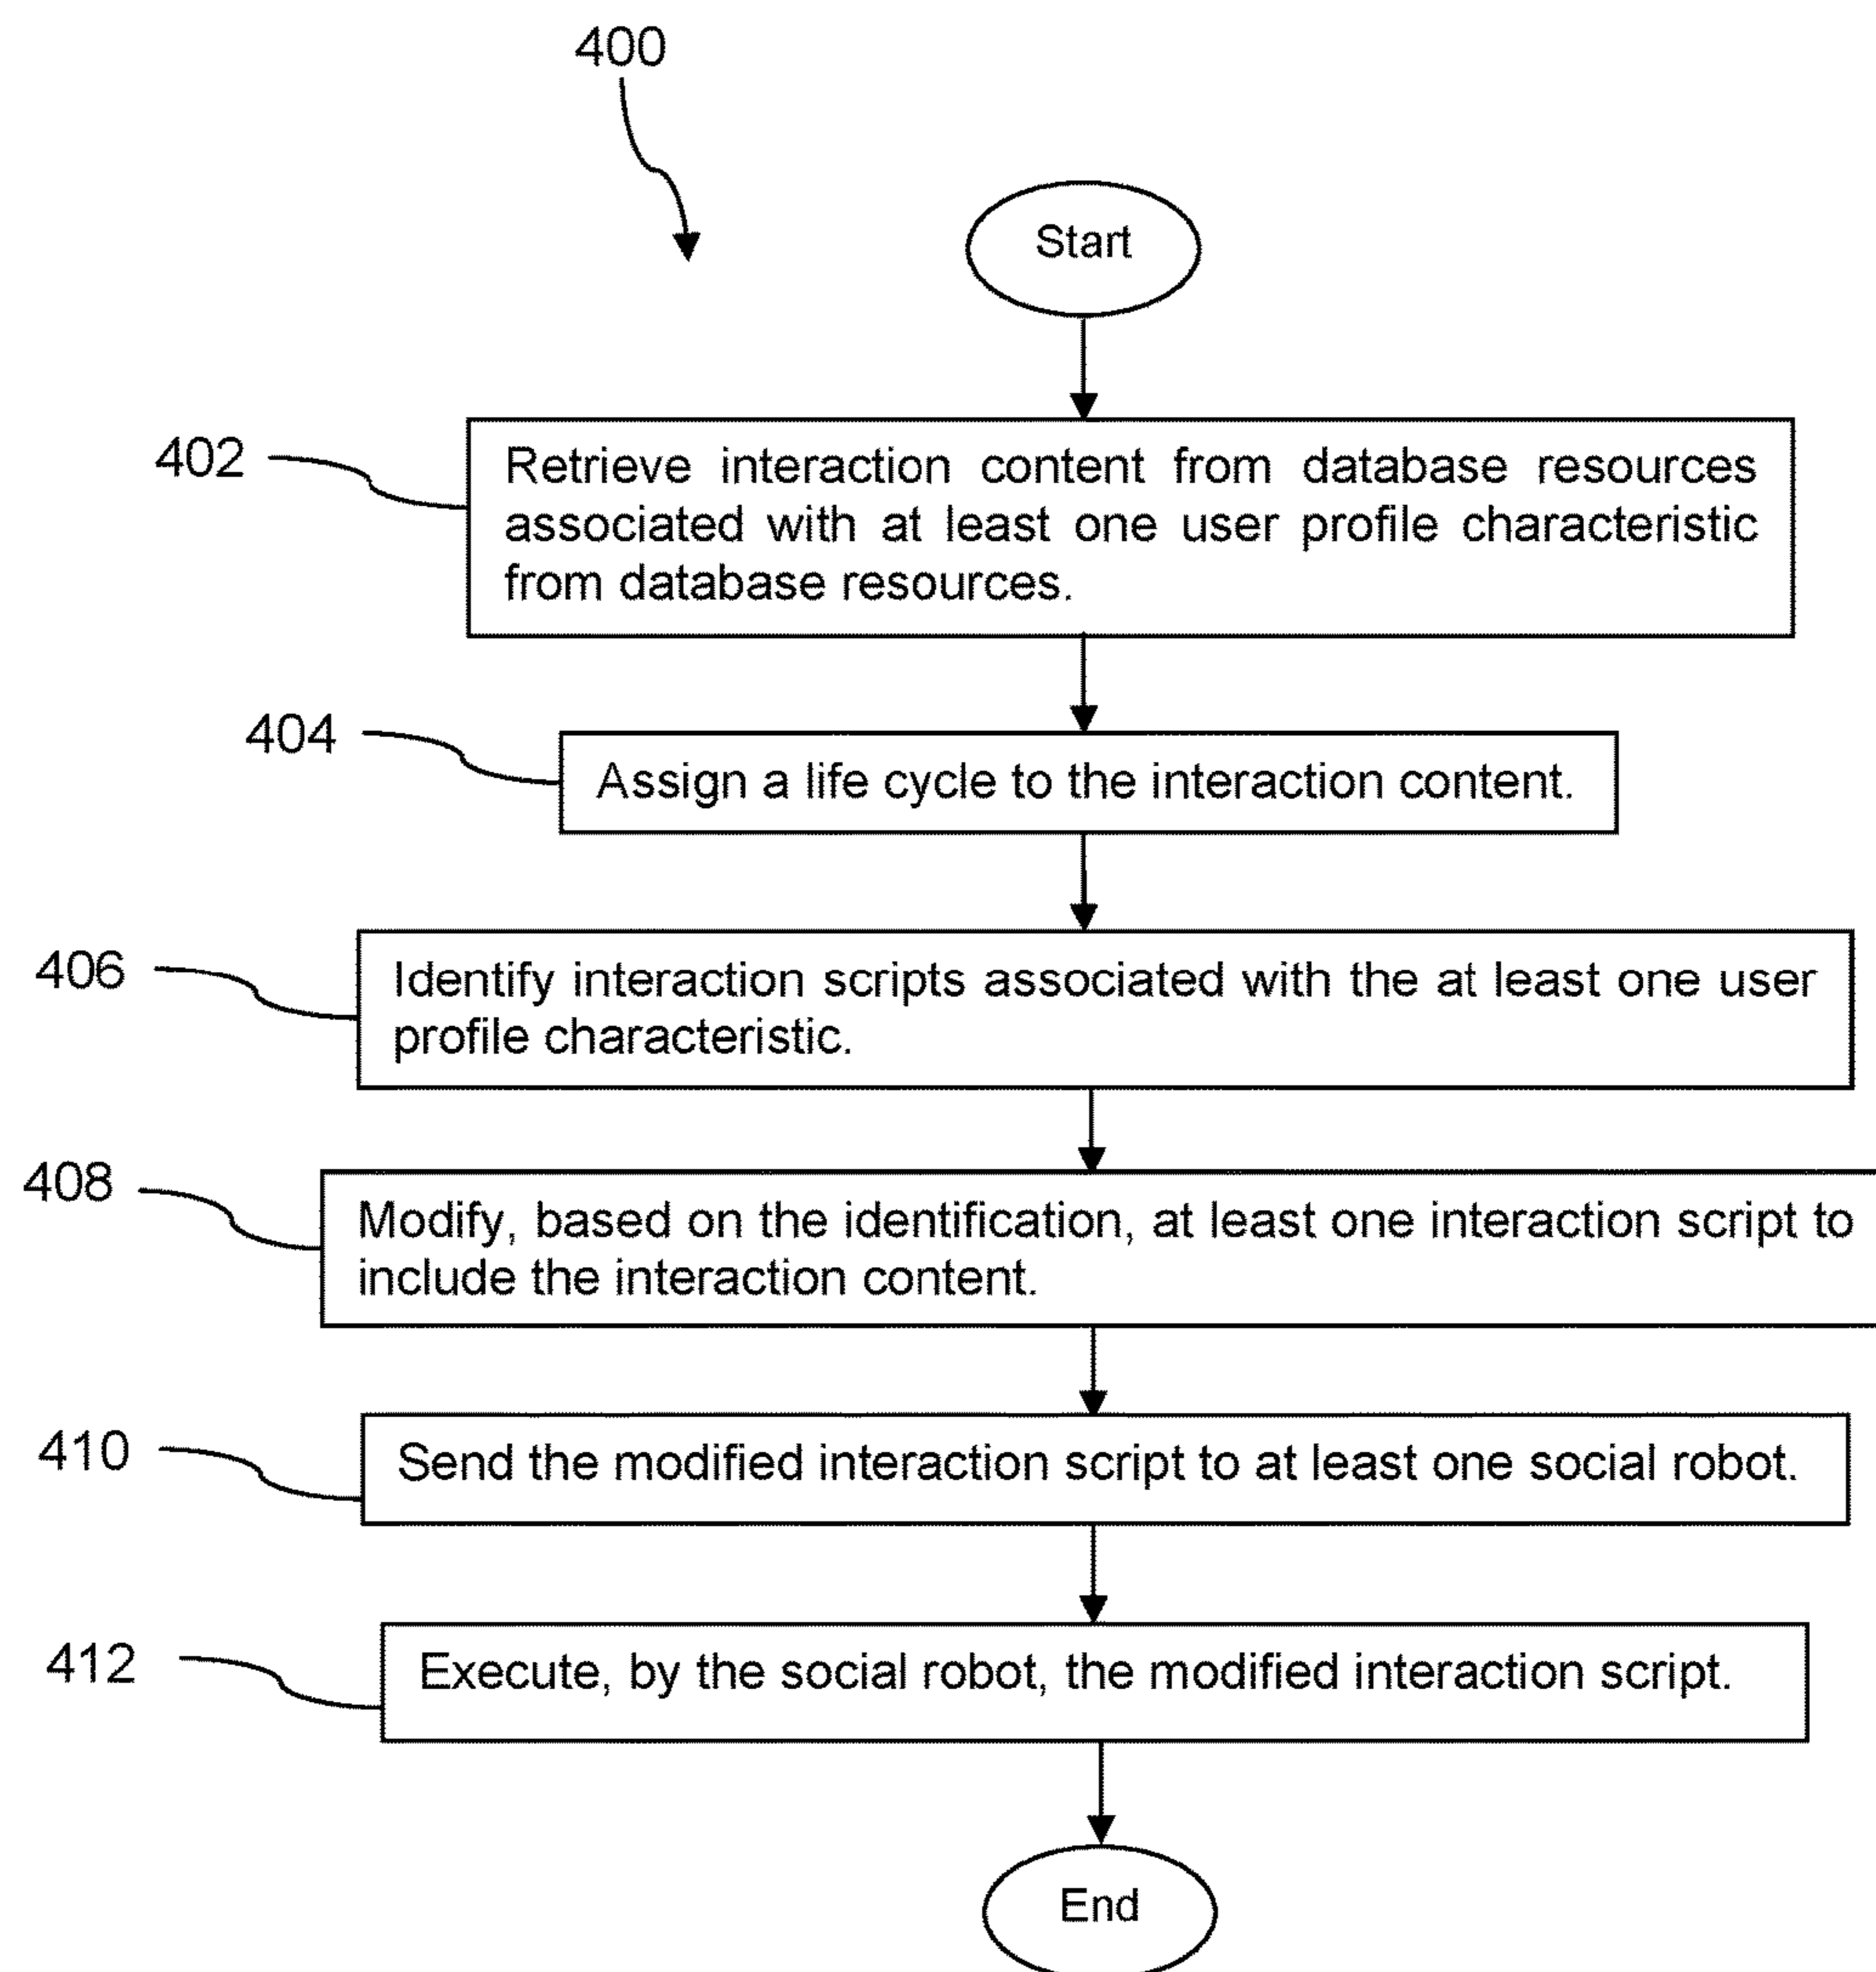 400
Start
402
Retrieve interaction content from database resources
associated with at least one user profile characteristic
from database resources.
404
Assign a life cycle to the interaction content.
406
Identify interaction scripts associated with the at least one user
profile characteristic.
408
Modify, based on the identification, at least one interaction script to
include the interaction content.
410
Send the modified interaction script to at least one social robot.
412
Execute, by the social robot, the modified interaction script.
End